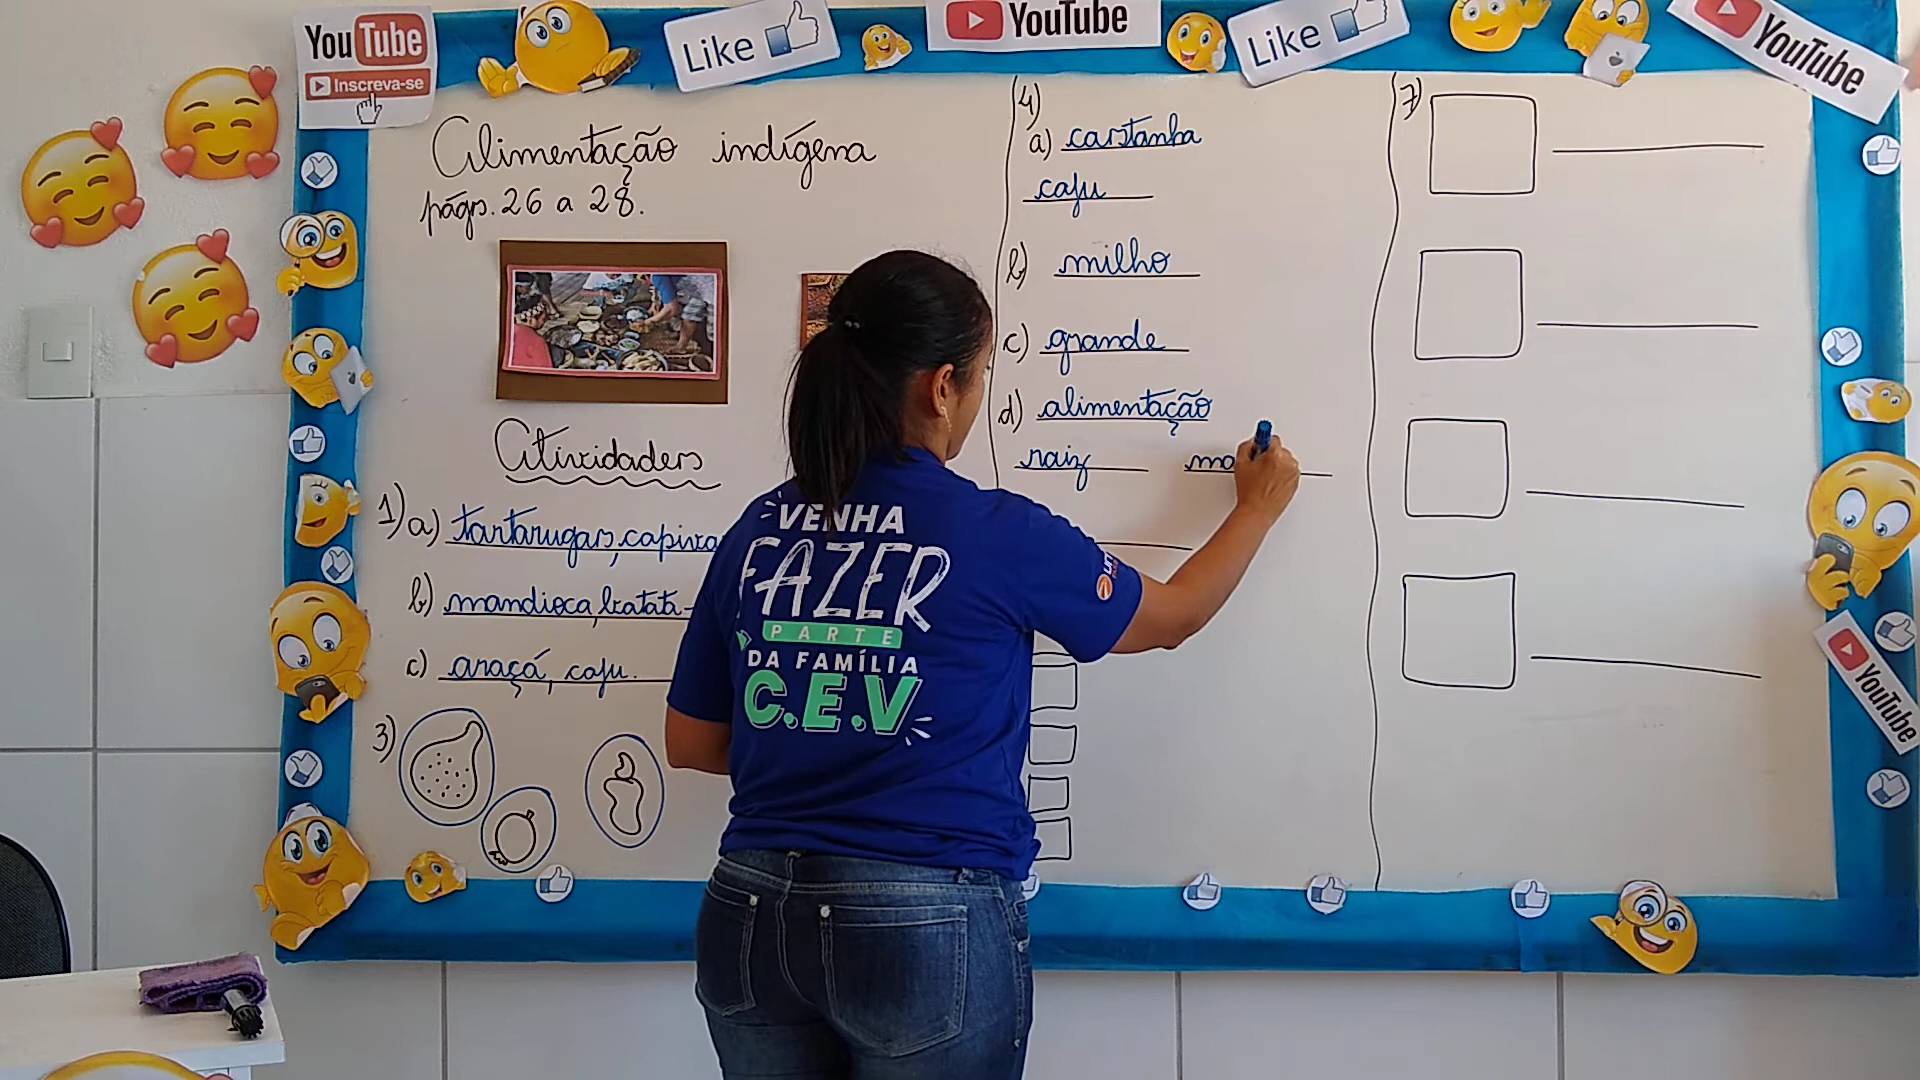 YouTube
Inscreva-se
Like
YouTube
Like
YouTube
Alimentação indígena
págs. 26 a 28.
Atividades
1) a) tartarugas, capiva
b) mandioca, batata-
c) araçá, caju.
3)
4)
a) castanha
caju
b) milho
c) grande
d) alimentação
raiz
7)
VENHA
FAZER
PARTE
DA FAMÍLIA
C.E.V
YouTube